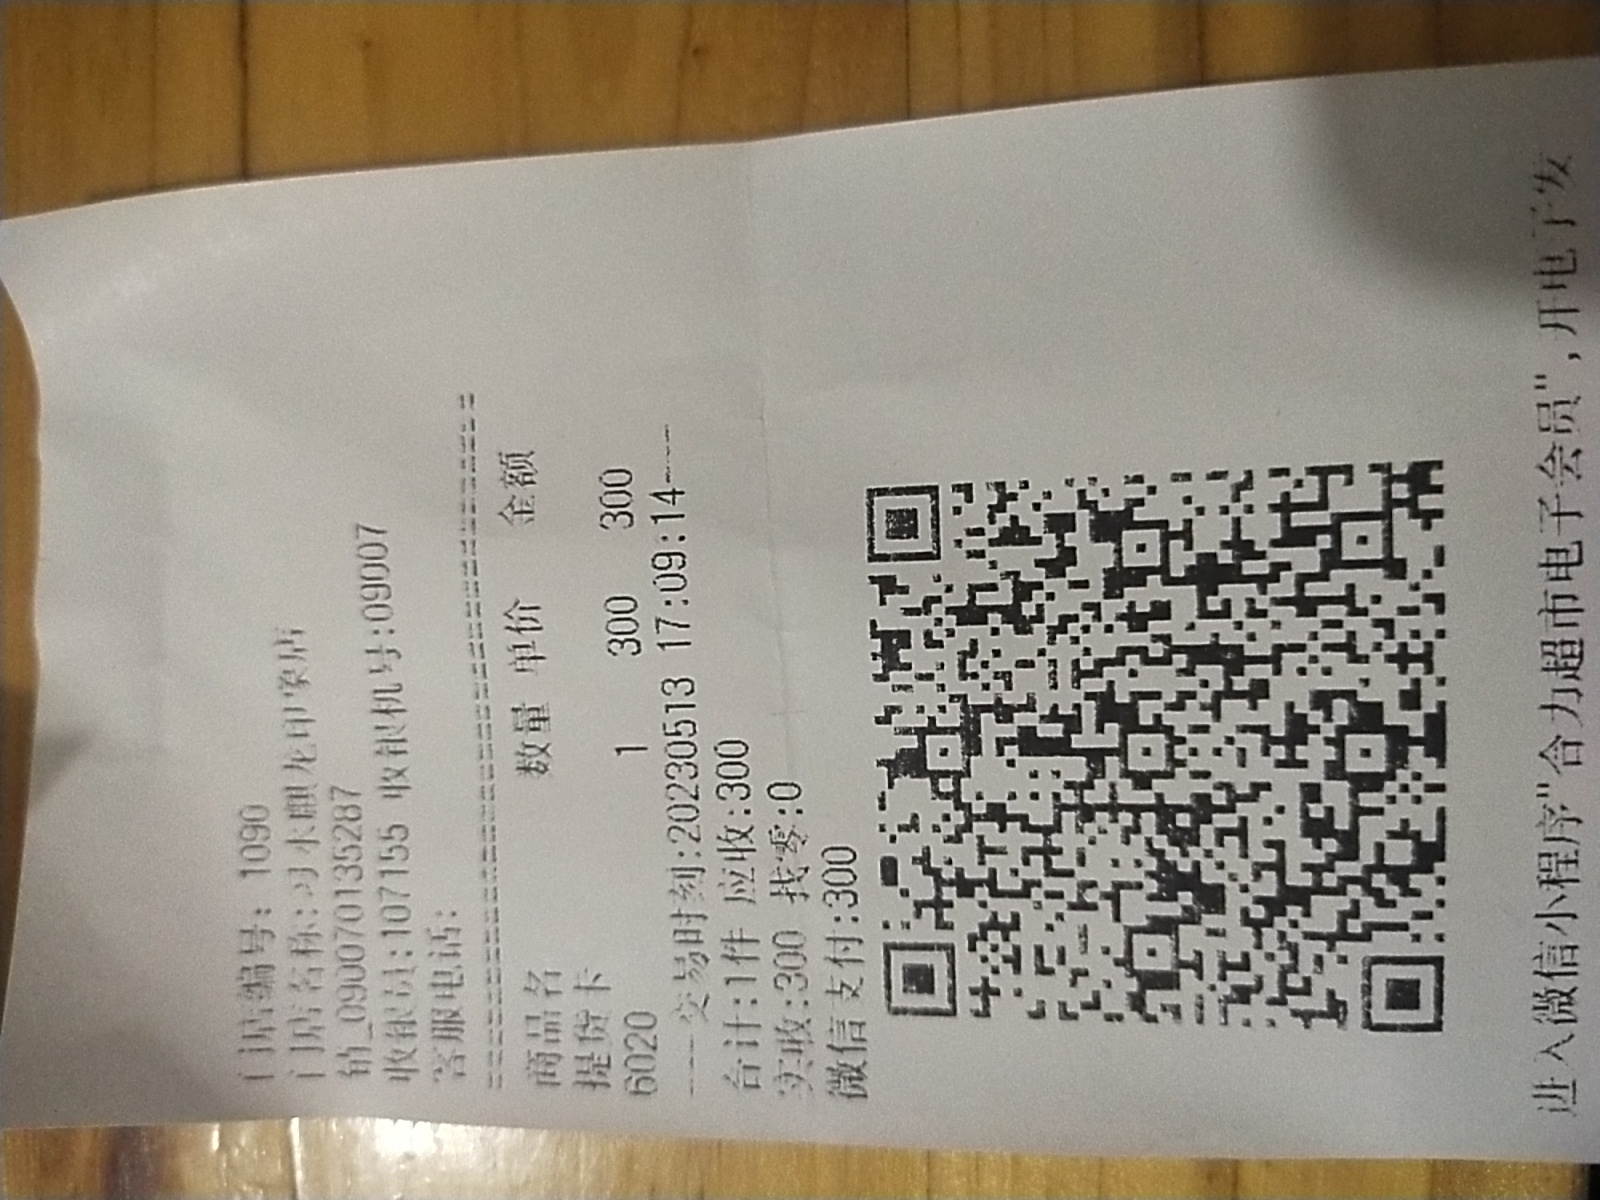 门店编号: 1090
门店名称:习水麒龙印象店
销_0900707135287
收银员:107155 收银机号:09007
客服电话:
商品名 数量 单价 金额
提货卡
6020 1 300 300
----交易时刻:20230513 17:09:14----
合计:1件 应收:300
实收:300 找零:0
微信支付:300
进入微信小程序"合力超市电子会员",开电子发